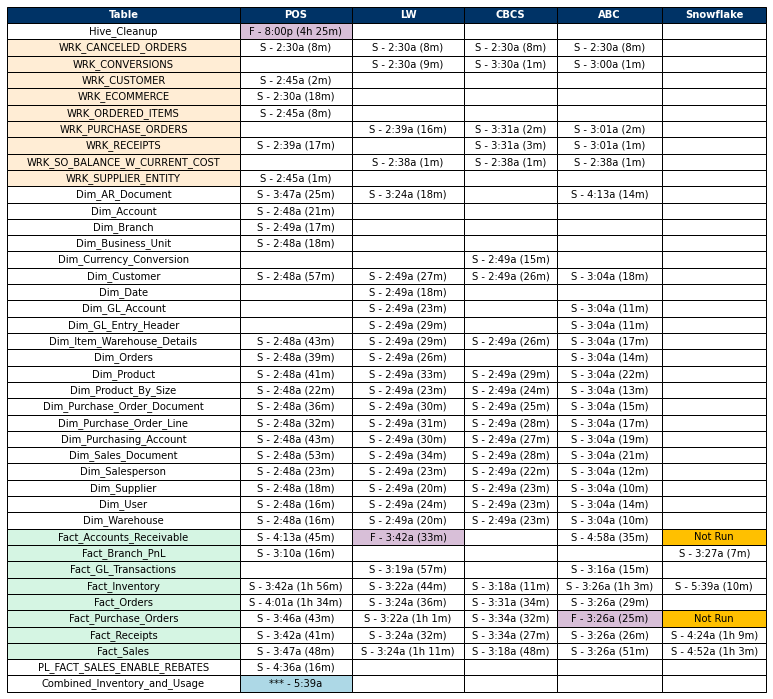 Table POS LW CBCS ABC Snowflake
Hive_Cleanup F - 8:00p (4h 25m)
WRK_CANCELED_ORDERS S - 2:30a (8m) S - 2:30a (8m) S - 2:30a (8m) S - 2:30a (8m)
WRK_CONVERSIONS S - 2:30a (9m) S - 3:30a (1m) S - 3:00a (1m)
WRK_CUSTOMER S - 2:45a (2m)
WRK_ECOMMERCE S - 2:30a (18m)
WRK_ORDERED_ITEMS S - 2:45a (8m)
WRK_PURCHASE_ORDERS S - 2:39a (16m) S - 3:31a (2m) S - 3:01a (2m)
WRK_RECEIPTS S - 2:39a (17m) S - 3:31a (3m) S - 3:01a (1m)
WRK_SO_BALANCE_W_CURRENT_COST S - 2:38a (1m) S - 2:38a (1m) S - 2:38a (1m)
WRK_SUPPLIER_ENTITY S - 2:45a (1m)
Dim_AR_Document S - 3:47a (25m) S - 3:24a (18m) S - 4:13a (14m)
Dim_Account S - 2:48a (21m)
Dim_Branch S - 2:49a (17m)
Dim_Business_Unit S - 2:48a (18m)
Dim_Currency_Conversion S - 2:49a (15m)
Dim_Customer S - 2:48a (57m) S - 2:49a (27m) S - 2:49a (26m) S - 3:04a (18m)
Dim_Date S - 2:49a (18m)
Dim_GL_Account S - 2:49a (23m) S - 3:04a (11m)
Dim_GL_Entry_Header S - 2:49a (29m) S - 3:04a (11m)
Dim_Item_Warehouse_Details S - 2:48a (43m) S - 2:49a (29m) S - 2:49a (26m) S - 3:04a (17m)
Dim_Orders S - 2:48a (39m) S - 2:49a (26m) S - 3:04a (14m)
Dim_Product S - 2:48a (41m) S - 2:49a (33m) S - 2:49a (29m) S - 3:04a (22m)
Dim_Product_By_Size S - 2:48a (22m) S - 2:49a (23m) S - 2:49a (24m) S - 3:04a (13m)
Dim_Purchase_Order_Document S - 2:48a (36m) S - 2:49a (30m) S - 2:49a (25m) S - 3:04a (15m)
Dim_Purchase_Order_Line S - 2:48a (32m) S - 2:49a (31m) S - 2:49a (28m) S - 3:04a (17m)
Dim_Purchasing_Account S - 2:48a (43m) S - 2:49a (30m) S - 2:49a (27m) S - 3:04a (19m)
Dim_Sales_Document S - 2:48a (53m) S - 2:49a (34m) S - 2:49a (28m) S - 3:04a (21m)
Dim_Salesperson S - 2:48a (23m) S - 2:49a (23m) S - 2:49a (22m) S - 3:04a (12m)
Dim_Supplier S - 2:48a (18m) S - 2:49a (20m) S - 2:49a (23m) S - 3:04a (10m)
Dim_User S - 2:48a (16m) S - 2:49a (24m) S - 2:49a (23m) S - 3:04a (14m)
Dim_Warehouse S - 2:48a (16m) S - 2:49a (20m) S - 2:49a (23m) S - 3:04a (10m)
Fact_Accounts_Receivable S - 4:13a (45m) F - 3:42a (33m) S - 4:58a (35m) Not Run
Fact_Branch_PnL S - 3:10a (16m) S - 3:27a (7m)
Fact_GL_Transactions S - 3:19a (57m) S - 3:16a (15m)
Fact_Inventory S - 3:42a (1h 56m) S - 3:22a (44m) S - 3:18a (11m) S - 3:26a (1h 3m) S - 5:39a (10m)
Fact_Orders S - 4:01a (1h 34m) S - 3:24a (36m) S - 3:31a (34m) S - 3:26a (29m)
Fact_Purchase_Orders S - 3:46a (43m) S - 3:22a (1h 1m) S - 3:34a (32m) F - 3:26a (25m) Not Run
Fact_Receipts S - 3:42a (41m) S - 3:24a (32m) S - 3:34a (27m) S - 3:26a (26m) S - 4:24a (1h 9m)
Fact_Sales S - 3:47a (48m) S - 3:24a (1h 11m) S - 3:18a (48m) S - 3:26a (51m) S - 4:52a (1h 3m)
PL_FACT_SALES_ENABLE_REBATES S - 4:36a (16m)
Combined_Inventory_and_Usage *** - 5:39a